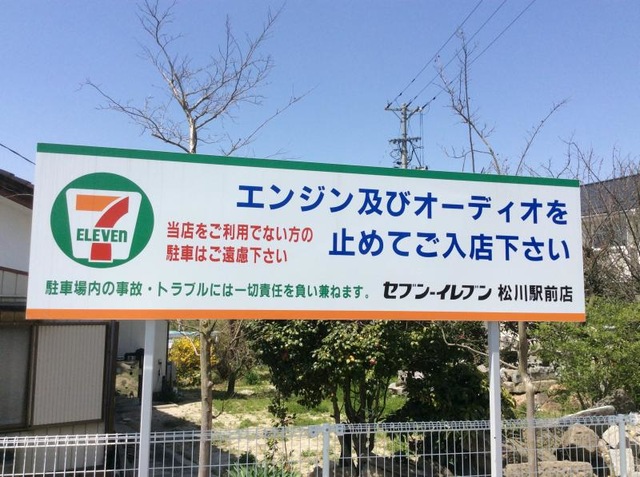 7
ELEVEN
エンジン及びオーディオを
止めてご入店下さい
当店をご利用でない方の
駐車はご遠慮下さい
駐車場内の事故・トラブルには一切責任を負い兼ねます。
セブン-イレブン 松川駅前店